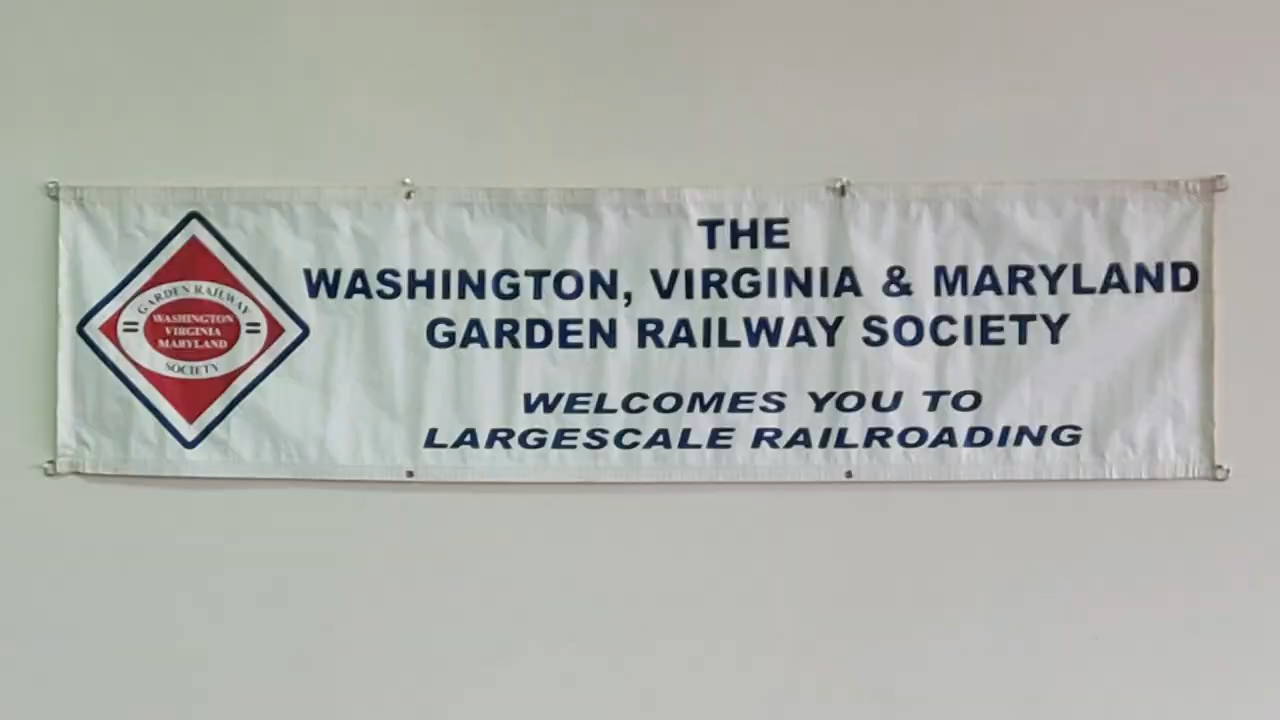 GARDEN RAILWAY
WASHINGTON
VIRGINIA
MARYLAND
SOCIETY
THE
WASHINGTON, VIRGINIA & MARYLAND
GARDEN RAILWAY SOCIETY
WELCOMES YOU TO
LARGESCALE RAILROADING